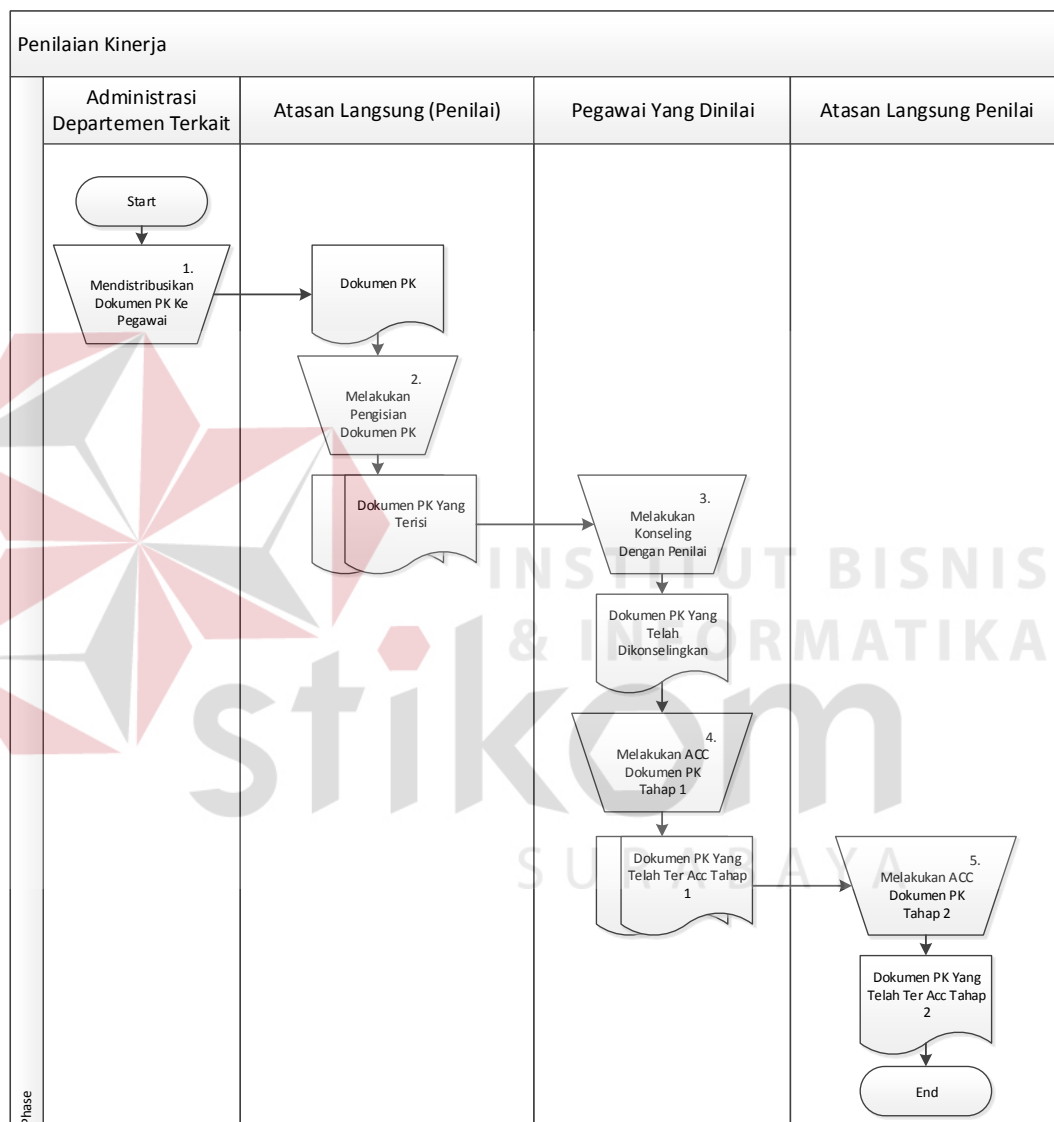 Penilaian Kinerja
Administrasi
Departemen Terkait
Atasan Langsung (Penilai)
Pegawai Yang Dinilai
Atasan Langsung Penilai
Start
1.
Mendistribusikan
Dokumen PK Ke
Pegawai
Dokumen PK
2.
Melakukan
Pengisian
Dokumen PK
Dokumen PK Yang
Terisi
3.
Melakukan
Konseling
Dengan Penilai
Dokumen PK Yang
Telah
Dikonselingkan
4.
Melakukan ACC
Dokumen PK
Tahap 1
Dokumen PK Yang
Telah Ter Acc Tahap
1
5.
Melakukan ACC
Dokumen PK
Tahap 2
Dokumen PK Yang
Telah Ter Acc Tahap
2
End
Phase
INSTITUT BISNIS
& INFORMATIKA
stikom
SURABAYA